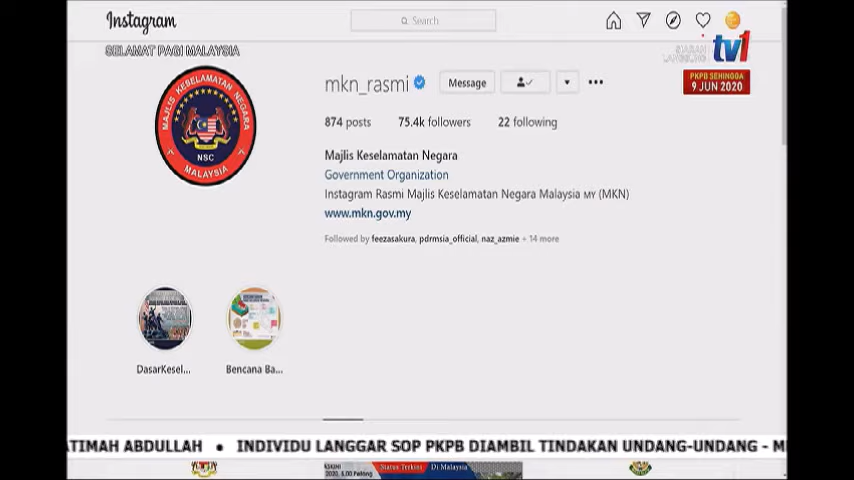 Instagram
Search
SELAMAT PAGI MALAYSIA
SIARAN
LANGSUNG
tv1
PKPB SEHINGGA
9 JUN 2020
MAJLIS KESELAMATAN NEGARA
NSC
MALAYSIA
mkn_rasmi
Message
874 posts
75.4k followers
22 following
Majlis Keselamatan Negara
Government Organization
Instagram Rasmi Majlis Keselamatan Negara Malaysia MY (MKN)
www.mkn.gov.my
Followed by feezasakura, pdrmsia_official, naz_azmie + 14 more
DasarKesel...
Bencana Ba...
ATIMAH ABDULLAH ● INDIVIDU LANGGAR SOP PKPB DIAMBIL TINDAKAN UNDANG-UNDANG -
Status Terkini Di Malaysia